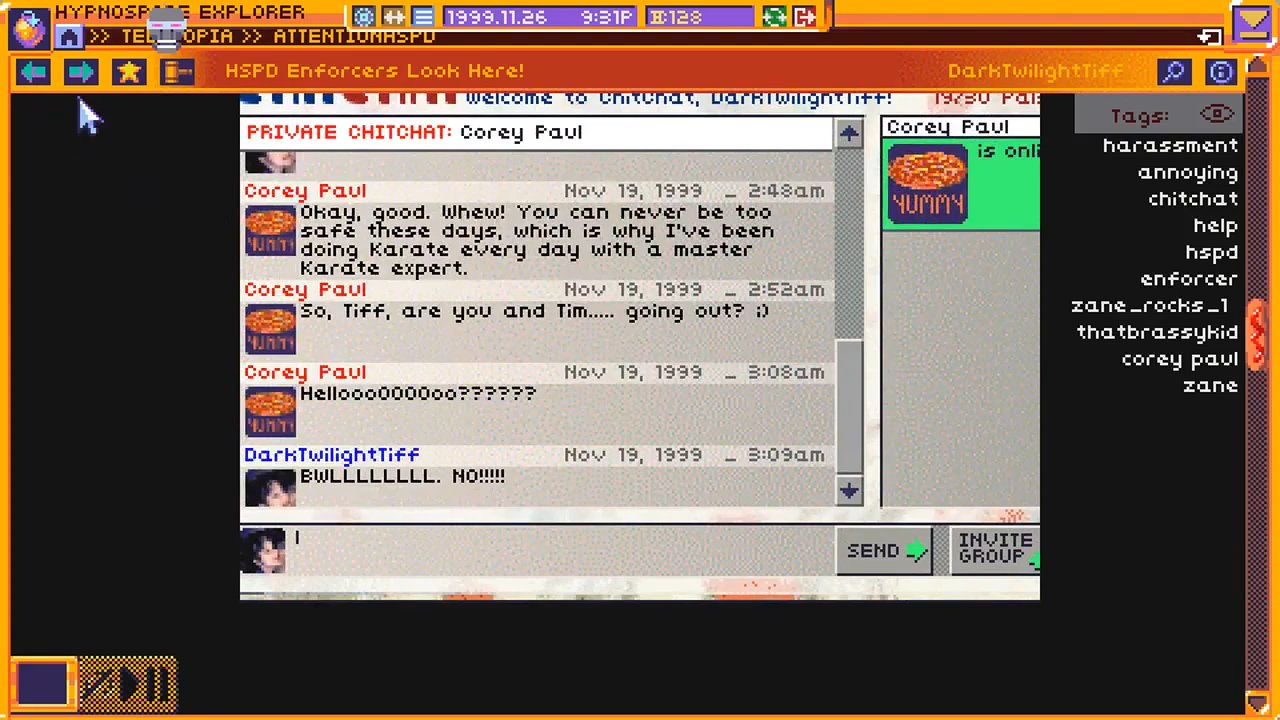 HYPNOSPACE EXPLORER
1999.11.26 9:31P 128
>> TELETOPIA >> ATTENTIONHSPD
HSPD Enforcers Look Here! DarkTwilightTiff
Welcome to ChitChat, DarkTwilightTiff!
PRIVATE CHITCHAT: Corey Paul
Corey Paul Nov 19, 1999 _ 2:48am
Okay, good. Whew! You can never be too
safe these days, which is why I've been
doing Karate every day with a master
Karate expert.
Corey Paul Nov 19, 1999 _ 2:52am
So, Tiff, are you and Tim..... going out? ;)
Corey Paul Nov 19, 1999 _ 3:08am
Hellooo0000oo??????
DarkTwilightTiff Nov 19, 1999 _ 3:09am
BWLLLLLLLL. NO!!!!!
SEND
INVITE
GROUP
Corey Paul
is onli
YUMMY
Tags:
harassment
annoying
chitchat
help
hspd
enforcer
zane_rocks_1
thatbrassykid
corey paul
zane